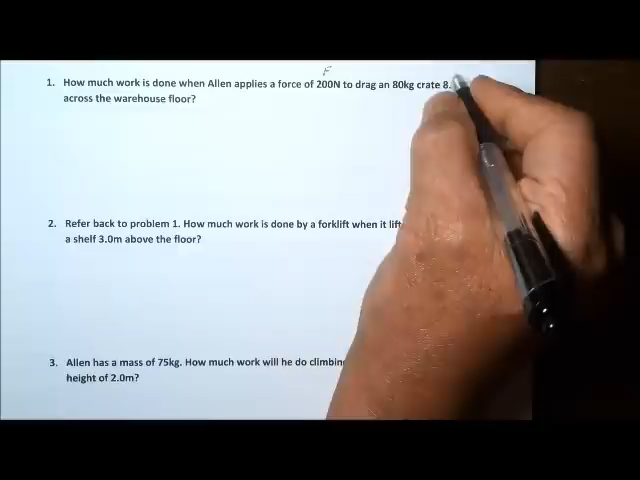 F
1. How much work is done when Allen applies a force of 200N to drag an 80kg crate 8.
across the warehouse floor?
2. Refer back to problem 1. How much work is done by a forklift when it lift
a shelf 3.0m above the floor?
3. Allen has a mass of 75kg. How much work will he do climbin
height of 2.0m?